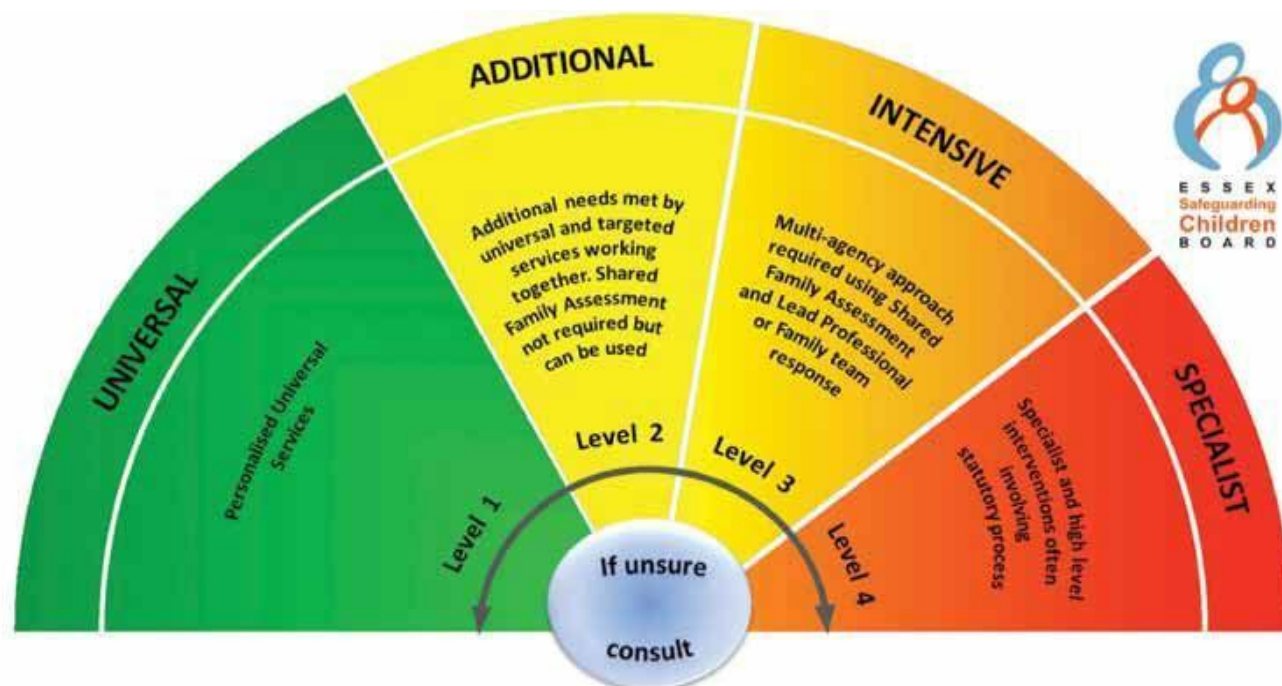 UNIVERSAL
Personalised Universal
Services
Level 1
ADDITIONAL
Additional needs met by
universal and targeted
services working
together. Shared
Family Assessment
not required but
can be used
Level 2
INTENSIVE
Multi-agency approach
required using Shared
Family Assessment
and Lead Professional
or Family team
response
Level 3
SPECIALIST
Specialist and high level
interventions often
involving
statutory process
Level 4
If unsure
consult
ESSEX
Safeguarding
Children
BOARD